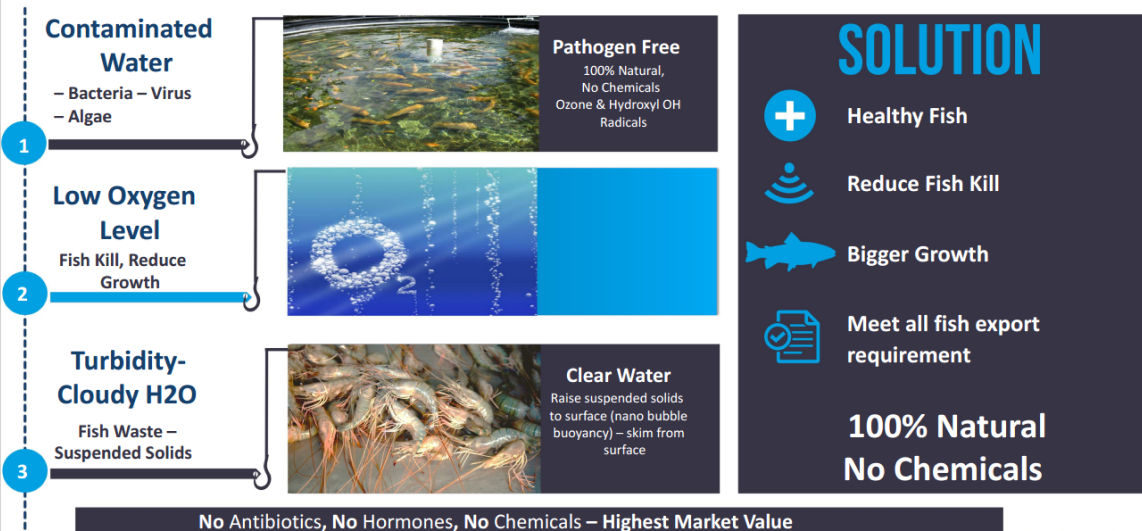 Contaminated
Water
– Bacteria – Virus
– Algae
1
Pathogen Free
100% Natural,
No Chemicals
Ozone & Hydroxyl OH
Radicals
Low Oxygen
Level
Fish Kill, Reduce
Growth
2
O2
Turbidity-
Cloudy H2O
Fish Waste –
Suspended Solids
3
Clear Water
Raise suspended solids
to surface (nano bubble
buoyancy) – skim from
surface
SOLUTION
Healthy Fish
Reduce Fish Kill
Bigger Growth
Meet all fish export
requirement
100% Natural
No Chemicals
No Antibiotics, No Hormones, No Chemicals – Highest Market Value